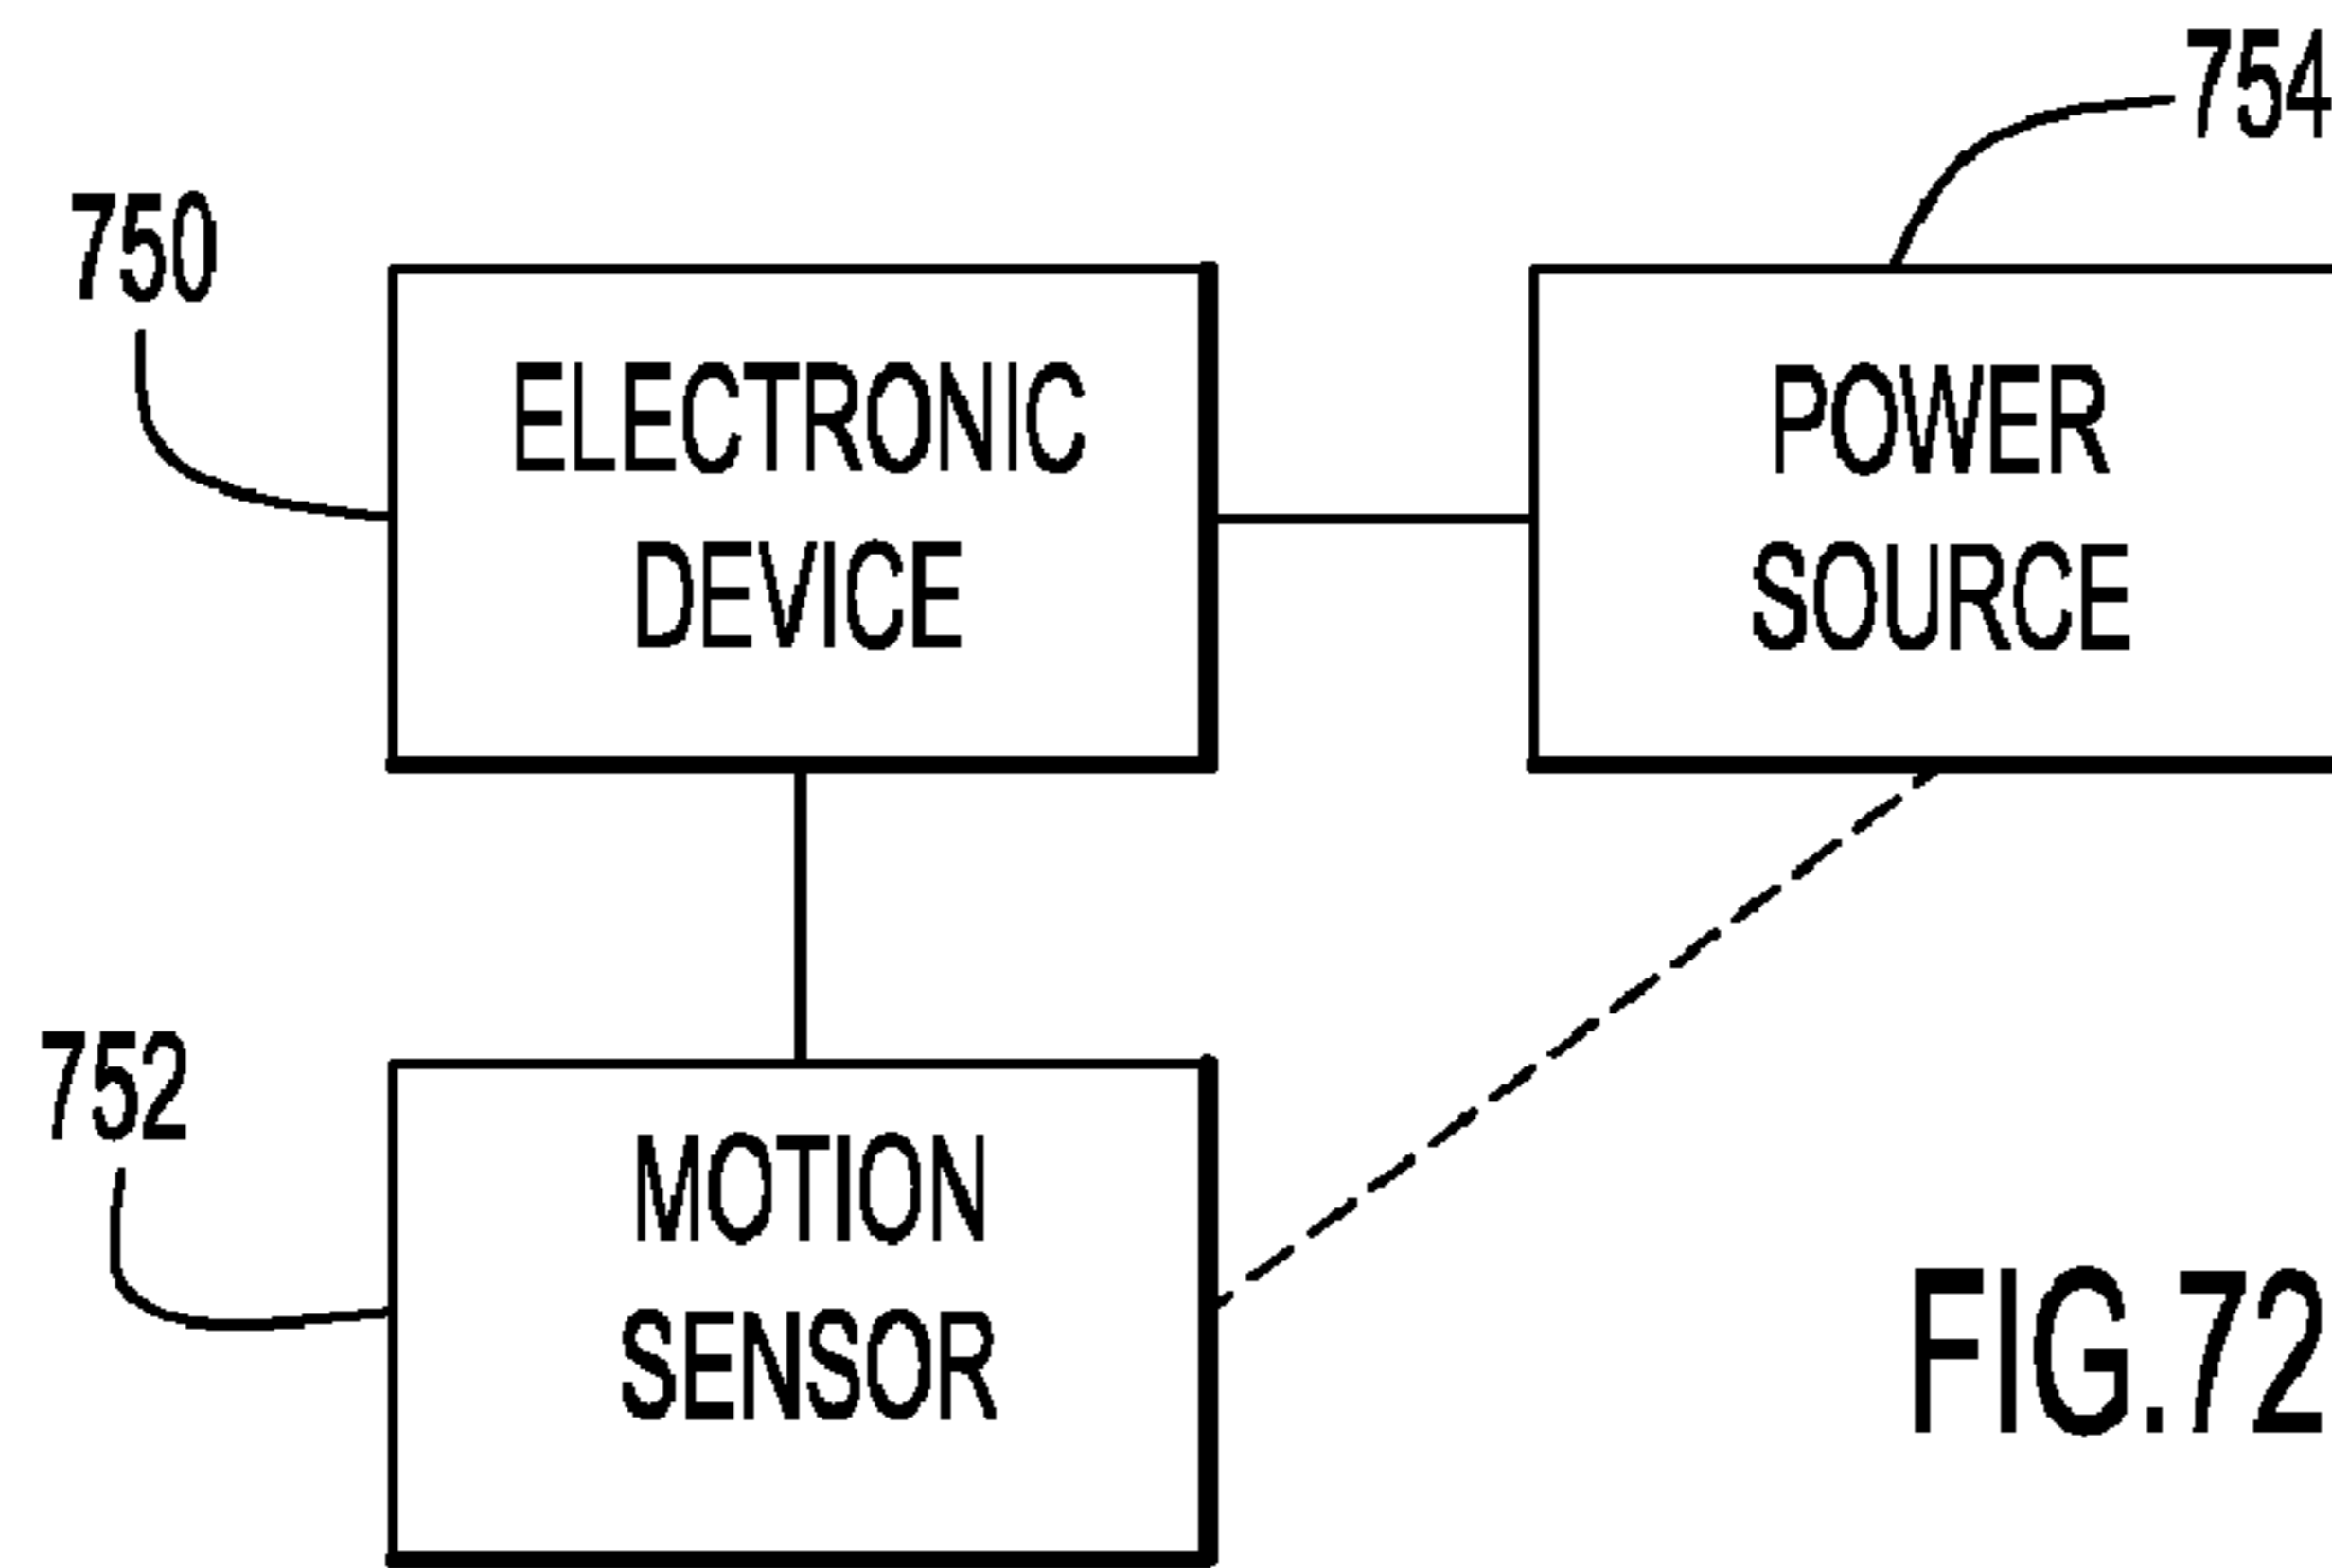 754
750
ELECTRONIC
DEVICE
POWER
SOURCE
752
MOTION
SENSOR
FIG.72